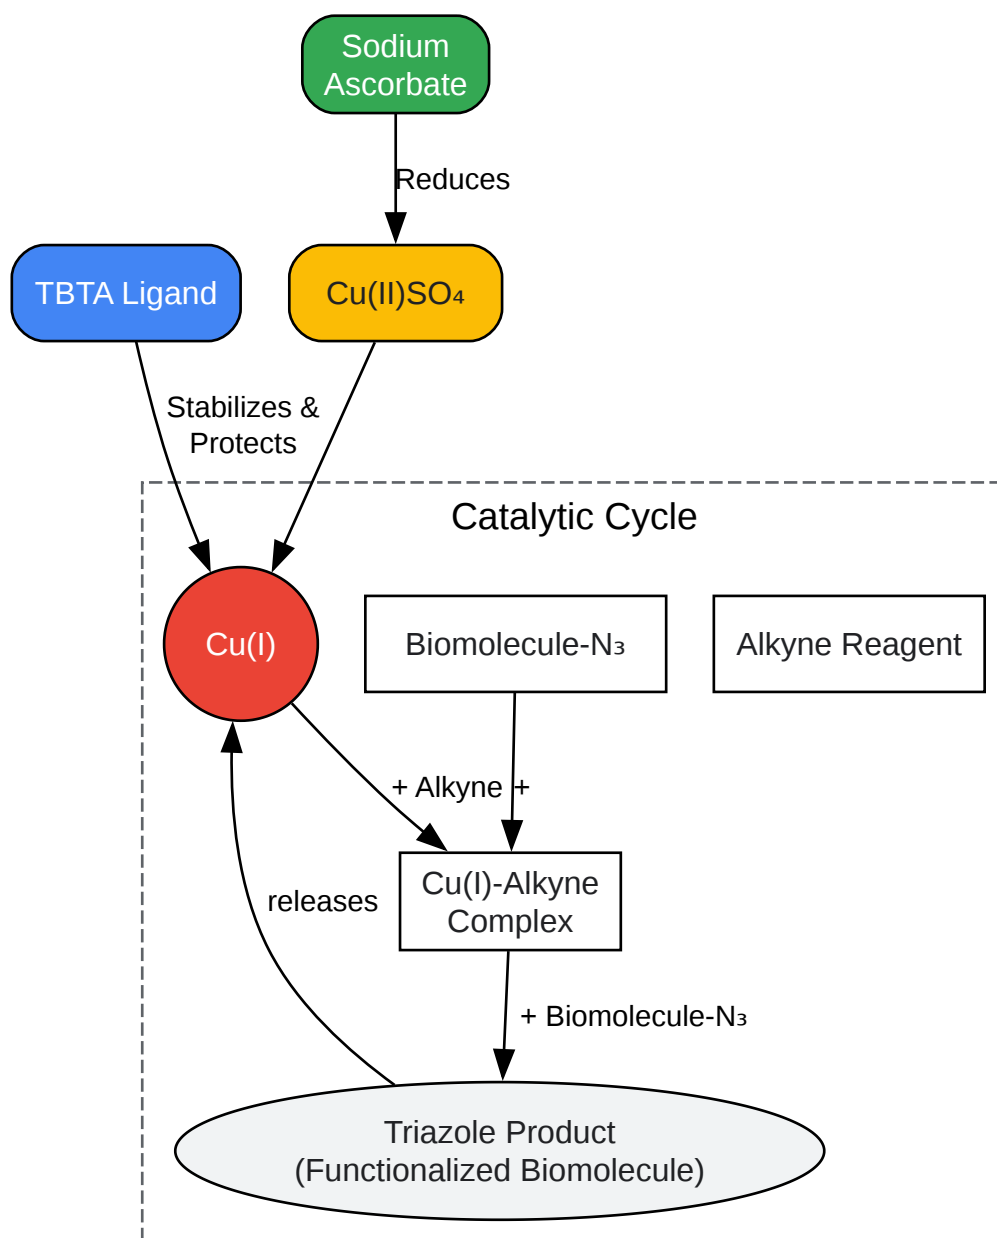 Sodium
Ascorbate
Reduces
TBTA Ligand
Cu(II)SO₄
Stabilizes &
Protects
Catalytic Cycle
Cu(I)
Biomolecule-N₃
Alkyne Reagent
+ Alkyne
+
Cu(I)-Alkyne
Complex
releases
+ Biomolecule-N₃
Triazole Product
(Functionalized Biomolecule)